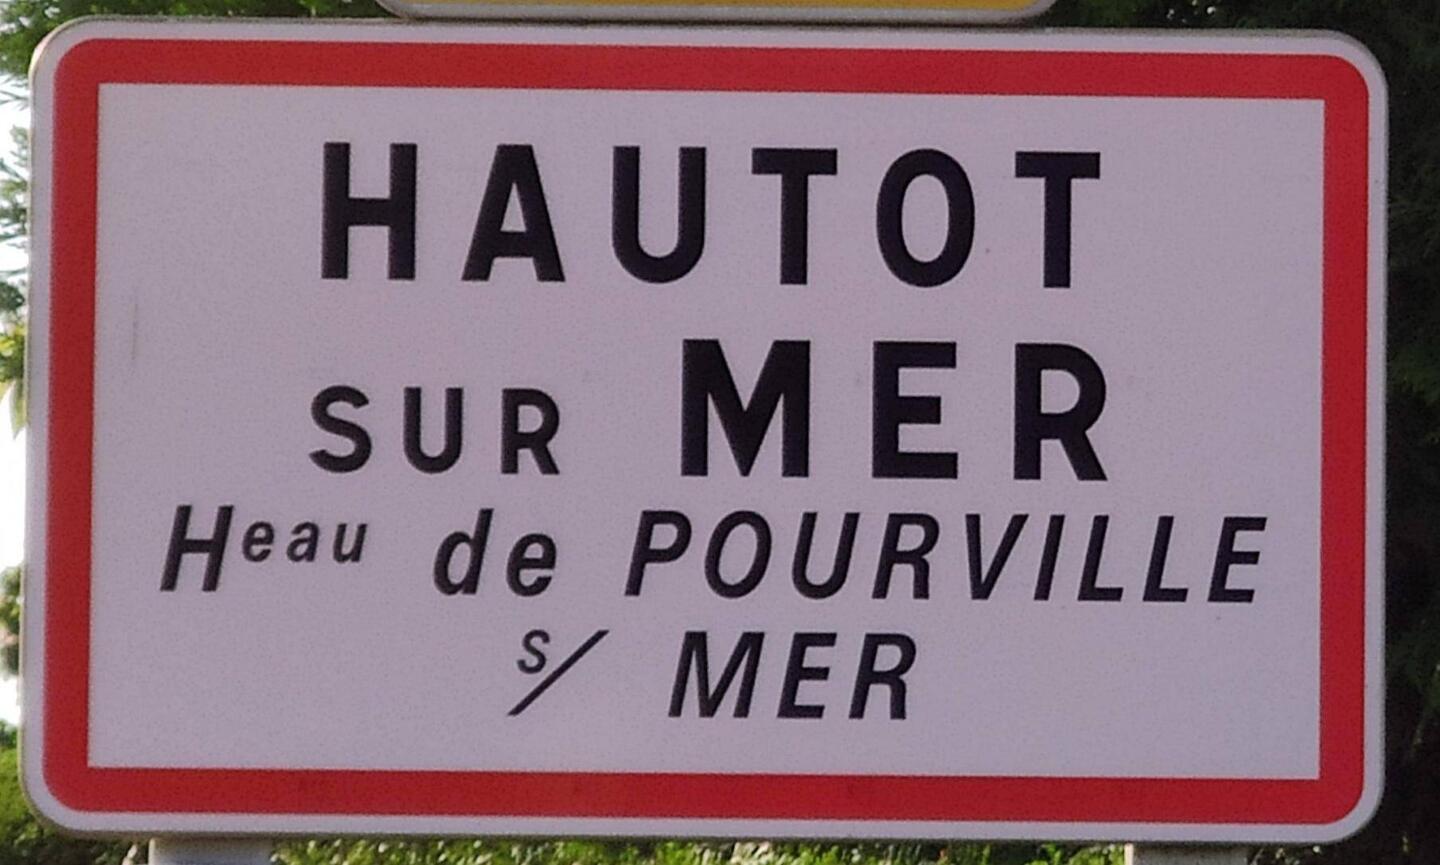 HAUTOT
SUR MER
Heau de POURVILLE
s/ MER